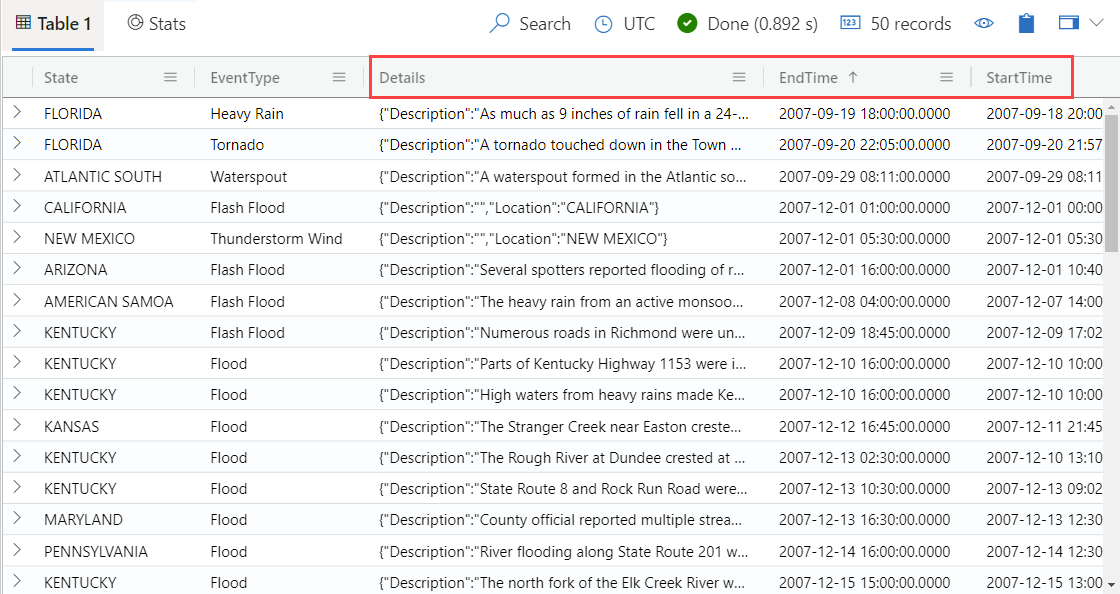 Table 1 Stats Search UTC Done (0.892 s) 123 50 records
State EventType Details EndTime ↑ StartTime
FLORIDA Heavy Rain {"Description":"As much as 9 inches of rain fell in a 24-... 2007-09-19 18:00:00.0000 2007-09-18 20:00
FLORIDA Tornado {"Description":"A tornado touched down in the Town ... 2007-09-20 22:05:00.0000 2007-09-20 21:57
ATLANTIC SOUTH Waterspout {"Description":"A waterspout formed in the Atlantic so... 2007-09-29 08:11:00.0000 2007-09-29 08:11
CALIFORNIA Flash Flood {"Description":"","Location":"CALIFORNIA"} 2007-12-01 01:00:00.0000 2007-12-01 00:00
NEW MEXICO Thunderstorm Wind {"Description":"","Location":"NEW MEXICO"} 2007-12-01 05:30:00.0000 2007-12-01 05:30
ARIZONA Flash Flood {"Description":"Several spotters reported flooding of r... 2007-12-01 16:00:00.0000 2007-12-01 10:40
AMERICAN SAMOA Flash Flood {"Description":"The heavy rain from an active monsoo... 2007-12-08 04:00:00.0000 2007-12-07 14:00
KENTUCKY Flash Flood {"Description":"Numerous roads in Richmond were un... 2007-12-09 18:45:00.0000 2007-12-09 17:02
KENTUCKY Flood {"Description":"Parts of Kentucky Highway 1153 were i... 2007-12-10 16:00:00.0000 2007-12-10 10:00
KENTUCKY Flood {"Description":"High waters from heavy rains made Ke... 2007-12-10 16:00:00.0000 2007-12-10 10:00
KANSAS Flood {"Description":"The Stranger Creek near Easton creste... 2007-12-12 16:45:00.0000 2007-12-11 21:45
KENTUCKY Flood {"Description":"The Rough River at Dundee crested at ... 2007-12-13 02:30:00.0000 2007-12-10 13:10
KENTUCKY Flood {"Description":"State Route 8 and Rock Run Road were... 2007-12-13 10:30:00.0000 2007-12-13 09:02
MARYLAND Flood {"Description":"County official reported multiple strea... 2007-12-13 16:30:00.0000 2007-12-13 12:30
PENNSYLVANIA Flood {"Description":"River flooding along State Route 201 w... 2007-12-14 16:00:00.0000 2007-12-14 12:30
KENTUCKY Flood {"Description":"The north fork of the Elk Creek River w... 2007-12-15 15:00:00.0000 2007-12-15 13:00